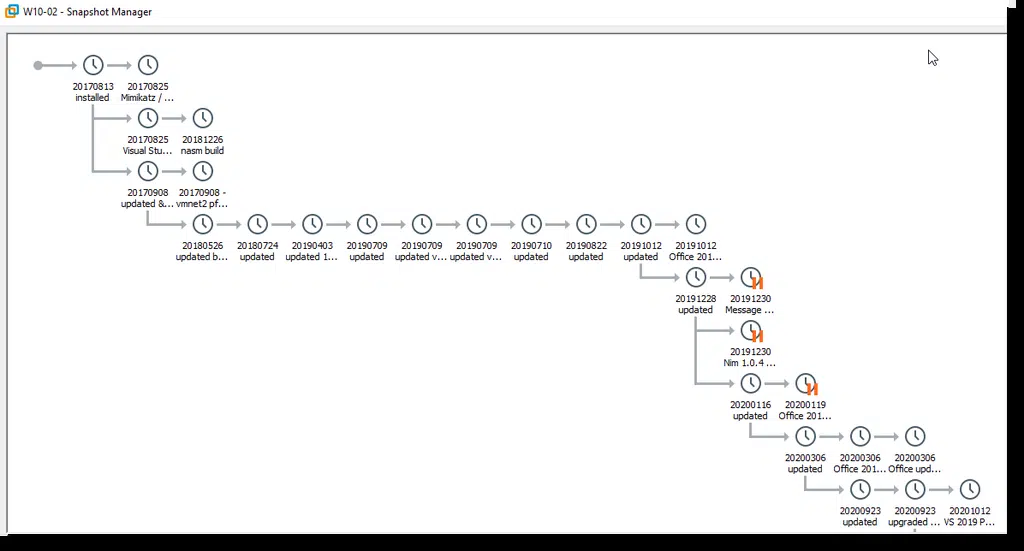 W10-02 - Snapshot Manager
20170813 20170825
installed Mimikatz / ...
20170825 20181226
Visual Stu... nasm build
20170908 20170908 -
updated &... vmnet2 pf...
20180526 20180724 20190403 20190709 20190709 20190709 20190710 20190822 20191012 20191012
updated b... updated updated 1... updated updated v... updated v... updated updated updated Office 201...
20191228 20191230
updated Message ...
20191230
Nim 1.0.4 ...
20200116 20200119
updated Office 201...
20200306 20200306 20200306
updated Office 201... Office upd...
20200923 20200923 20201012
updated upgraded ... VS 2019 P...